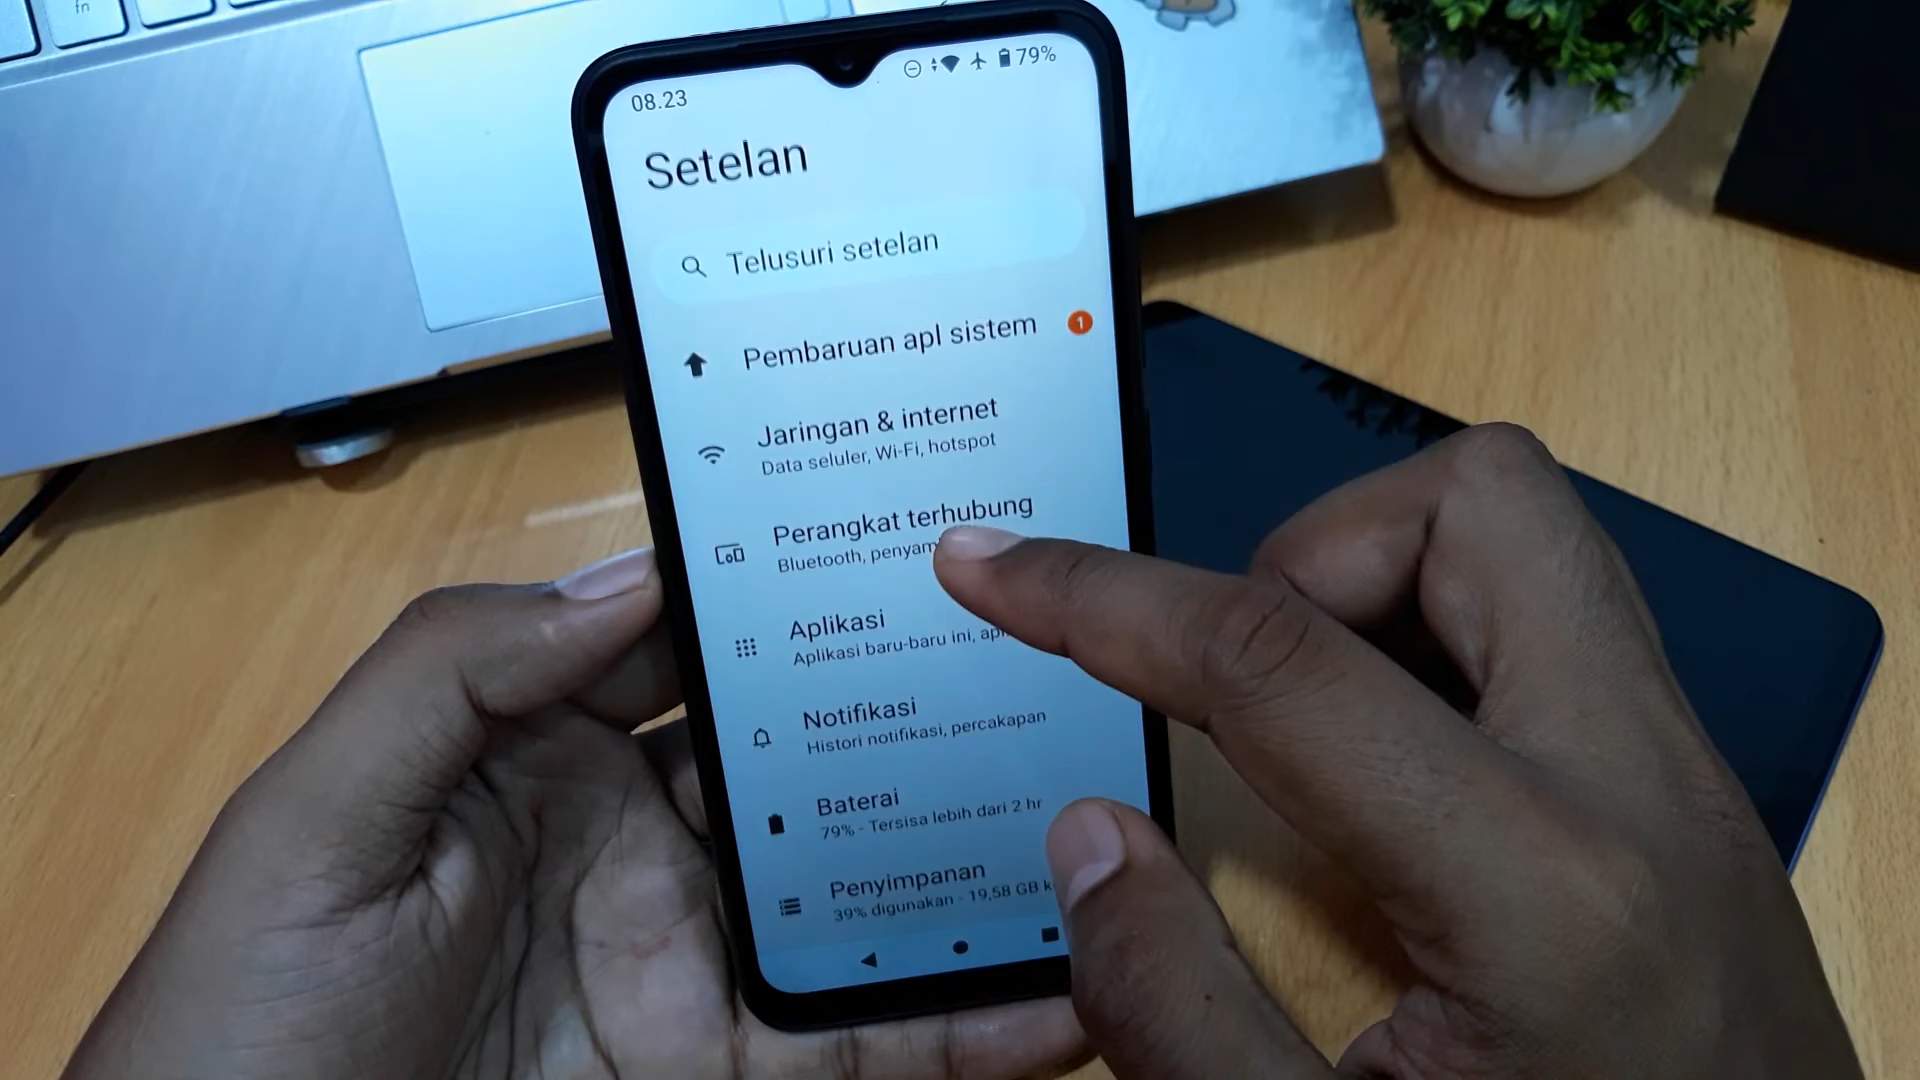 fn
08.23
79%
Setelan
Telusuri setelan
Pembaruan apl sistem
1
Jaringan & internet
Data seluler, Wi-Fi, hotspot
Perangkat terhubung
Bluetooth,
Aplikasi
Aplikasi baru-baru ini,
Notifikasi
Histori notifikasi, percakapan
Baterai
79% - Tersisa lebih dari 2 hr
Penyimpanan
39% digunakan - 19,58 GB